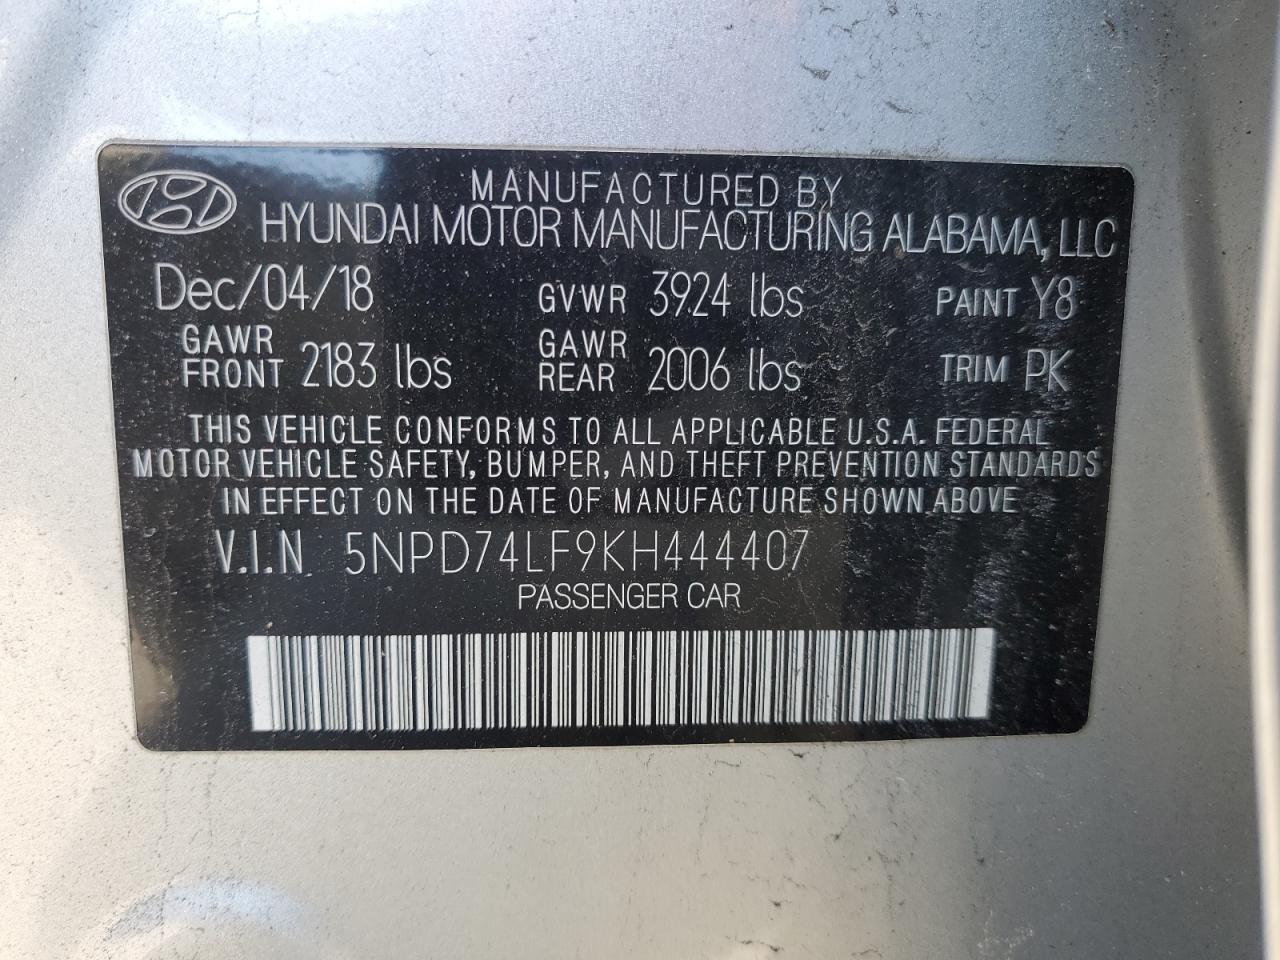 MANUFACTURED BY
HYUNDAI MOTOR MANUFACTURING ALABAMA, LLC
Dec/04/18 GVWR 3924 lbs PAINT Y8
GAWR FRONT 2183 lbs GAWR REAR 2006 lbs TRIM PK
THIS VEHICLE CONFORMS TO ALL APPLICABLE U.S.A. FEDERAL
MOTOR VEHICLE SAFETY, BUMPER, AND THEFT PREVENTION STANDARDS
IN EFFECT ON THE DATE OF MANUFACTURE SHOWN ABOVE
V.I.N 5NPD74LF9KH444407
PASSENGER CAR